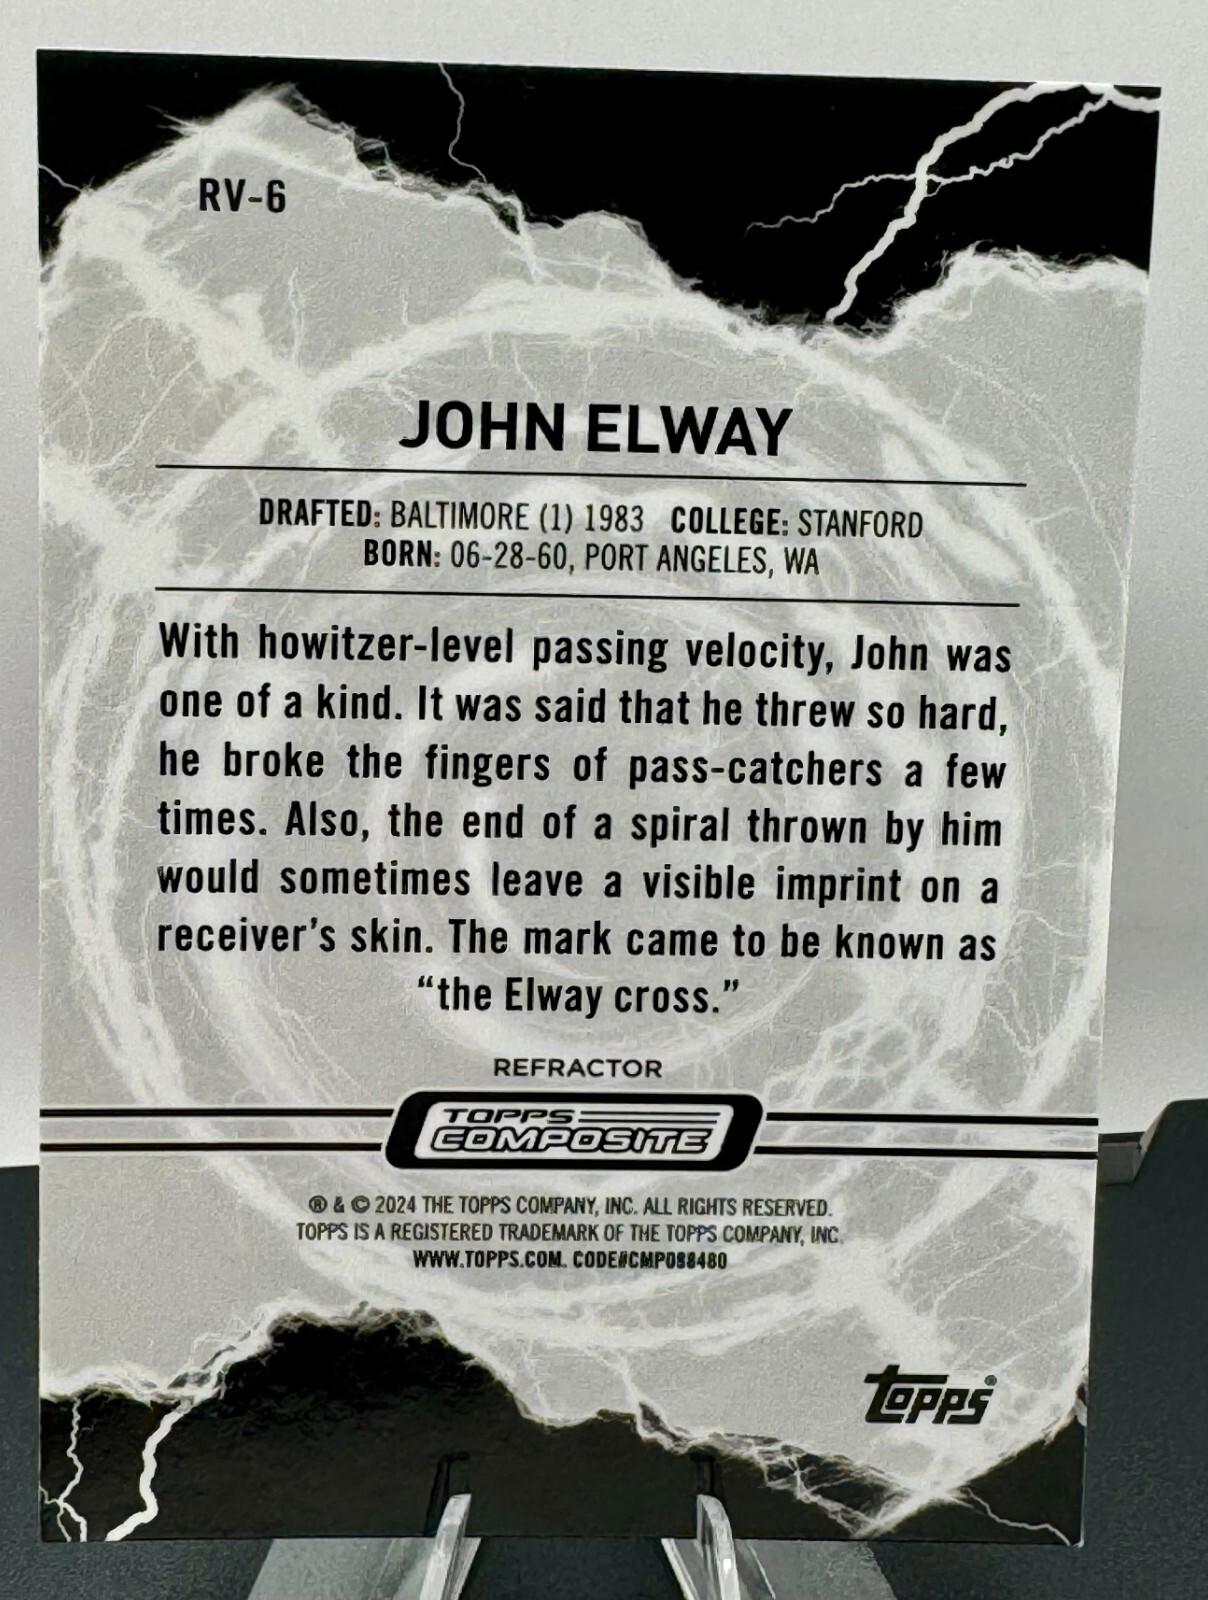 RV-6
JOHN ELWAY
DRAFTED: BALTIMORE (1) 1983 COLLEGE: STANFORD
BORN: 06-28-60, PORT ANGELES, WA
With howitzer-level passing velocity, John was
one of a kind. It was said that he threw so hard,
he broke the fingers of pass-catchers a few
times. Also, the end of a spiral thrown by him
would sometimes leave a visible imprint on a
receiver's skin. The mark came to be known as
“the Elway cross.”
REFRACTOR
TOPPS
COMPOSITE
® & © 2024 THE TOPPS COMPANY, INC. ALL RIGHTS RESERVED.
TOPPS IS A REGISTERED TRADEMARK OF THE TOPPS COMPANY, INC.
WWW.TOPPS.COM. CODE#CMP088480
topps®